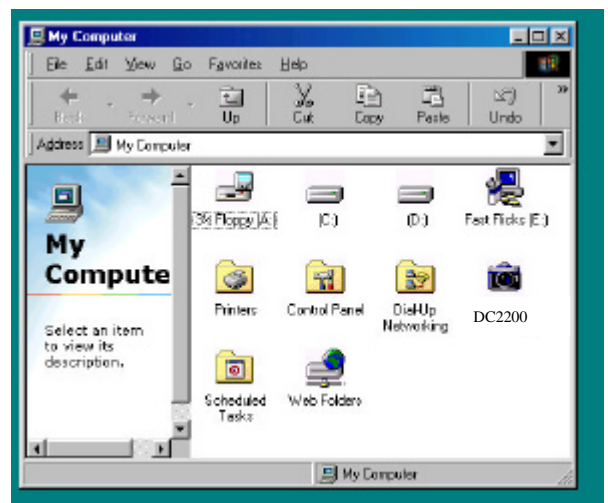 My Computer
File Edit View Go Favorites Help
Back Forward Up Cut Copy Paste Undo »
Address My Computer
My
Compute
Select an item
to view its
description.
3½ Floppy (A:) (C:) (D:) Fast Flicks (E:)
Printers Control Panel Dial-Up
Networking DC2200
Scheduled
Tasks Web Folders
My Computer